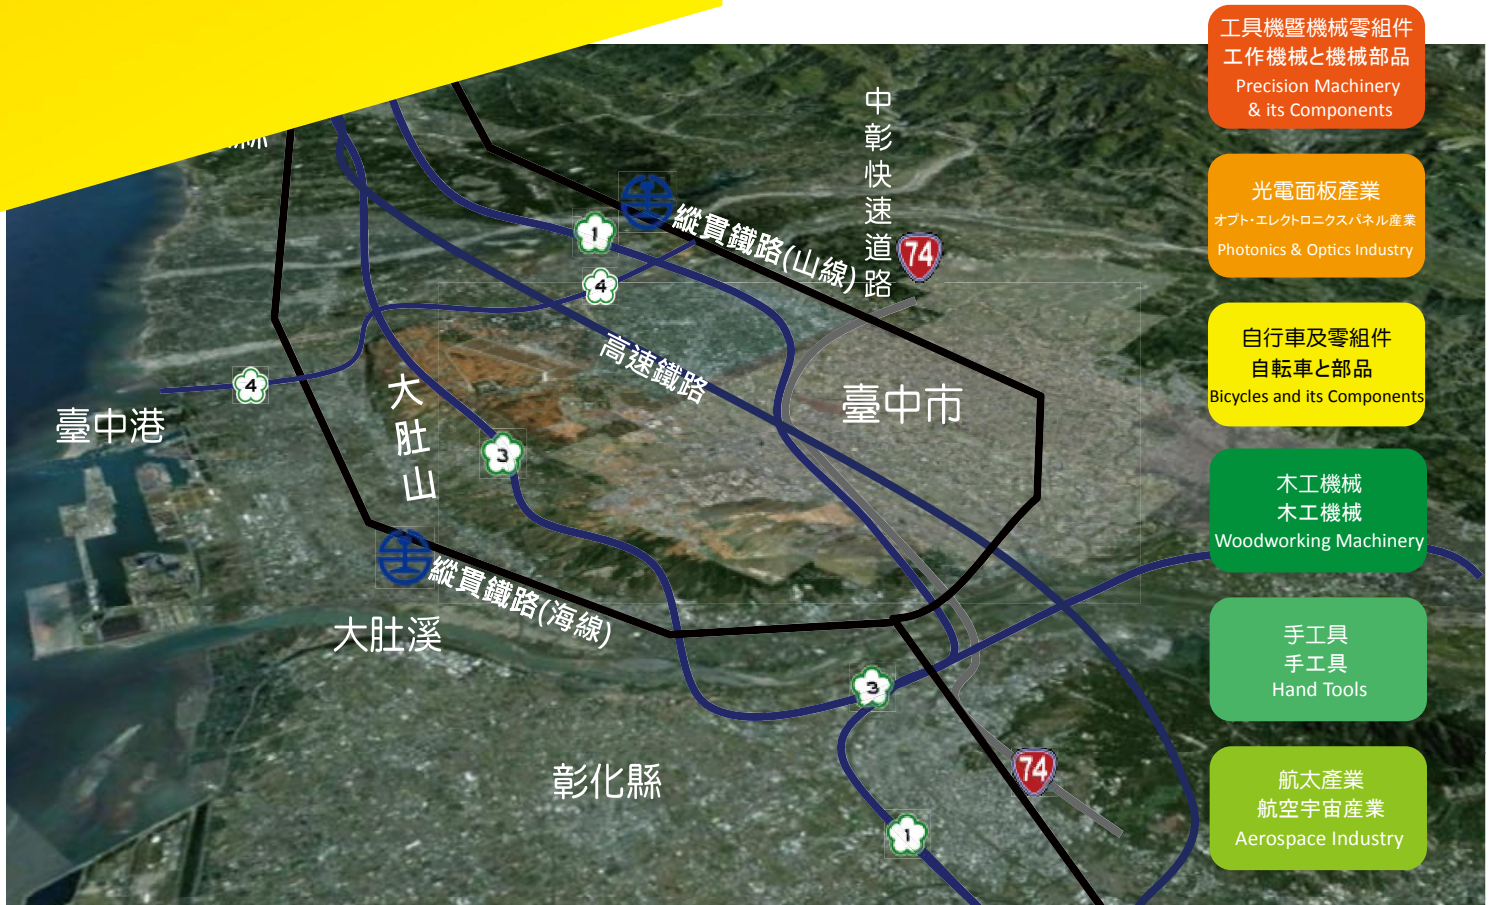 工具機暨機械零組件
工作機械と機械部品
Precision Machinery
& its Components
光電面板產業
オプト・エレクトロニクスパネル産業
Photonics & Optics Industry
自行車及零組件
自転車と部品
Bicycles and its Components
木工機械
木工機械
Woodworking Machinery
手工具
手工具
Hand Tools
航太產業
航空宇宙産業
Aerospace Industry
中彰快速道路
74
1
縱貫鐵路(山線)
4
高速鐵路
4
臺中市
臺中港
大肚山
3
縱貫鐵路(海線)
大肚溪
3
彰化縣
74
1